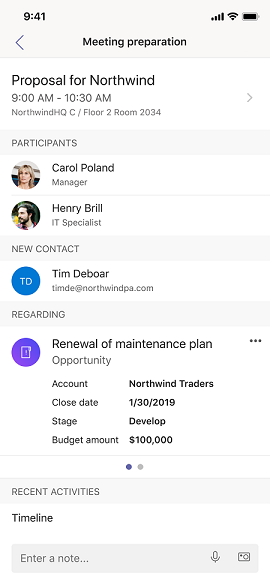 9:41
Meeting preparation
Proposal for Northwind
9:00 AM - 10:30 AM
NorthwindHQ C / Floor 2 Room 2034
PARTICIPANTS
Carol Poland
Manager
Henry Brill
IT Specialist
NEW CONTACT
TD
Tim Deboar
timde@northwindpa.com
REGARDING
Renewal of maintenance plan
Opportunity
Account Northwind Traders
Close date 1/30/2019
Stage Develop
Budget amount $100,000
RECENT ACTIVITIES
Timeline
Enter a note...